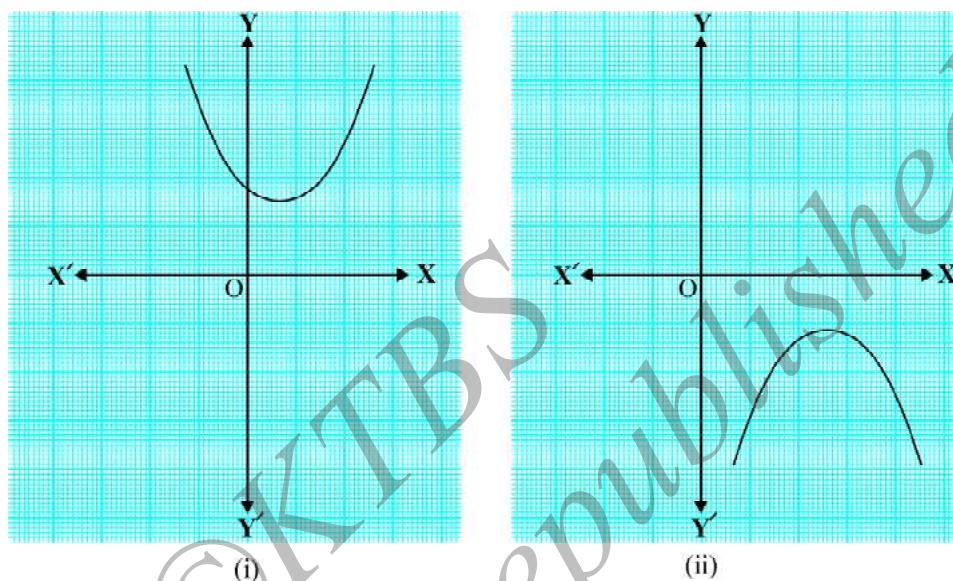 Y Y
X′ O X X′ O X
Y′ Y′
(i) (ii)
©KTBS
republished